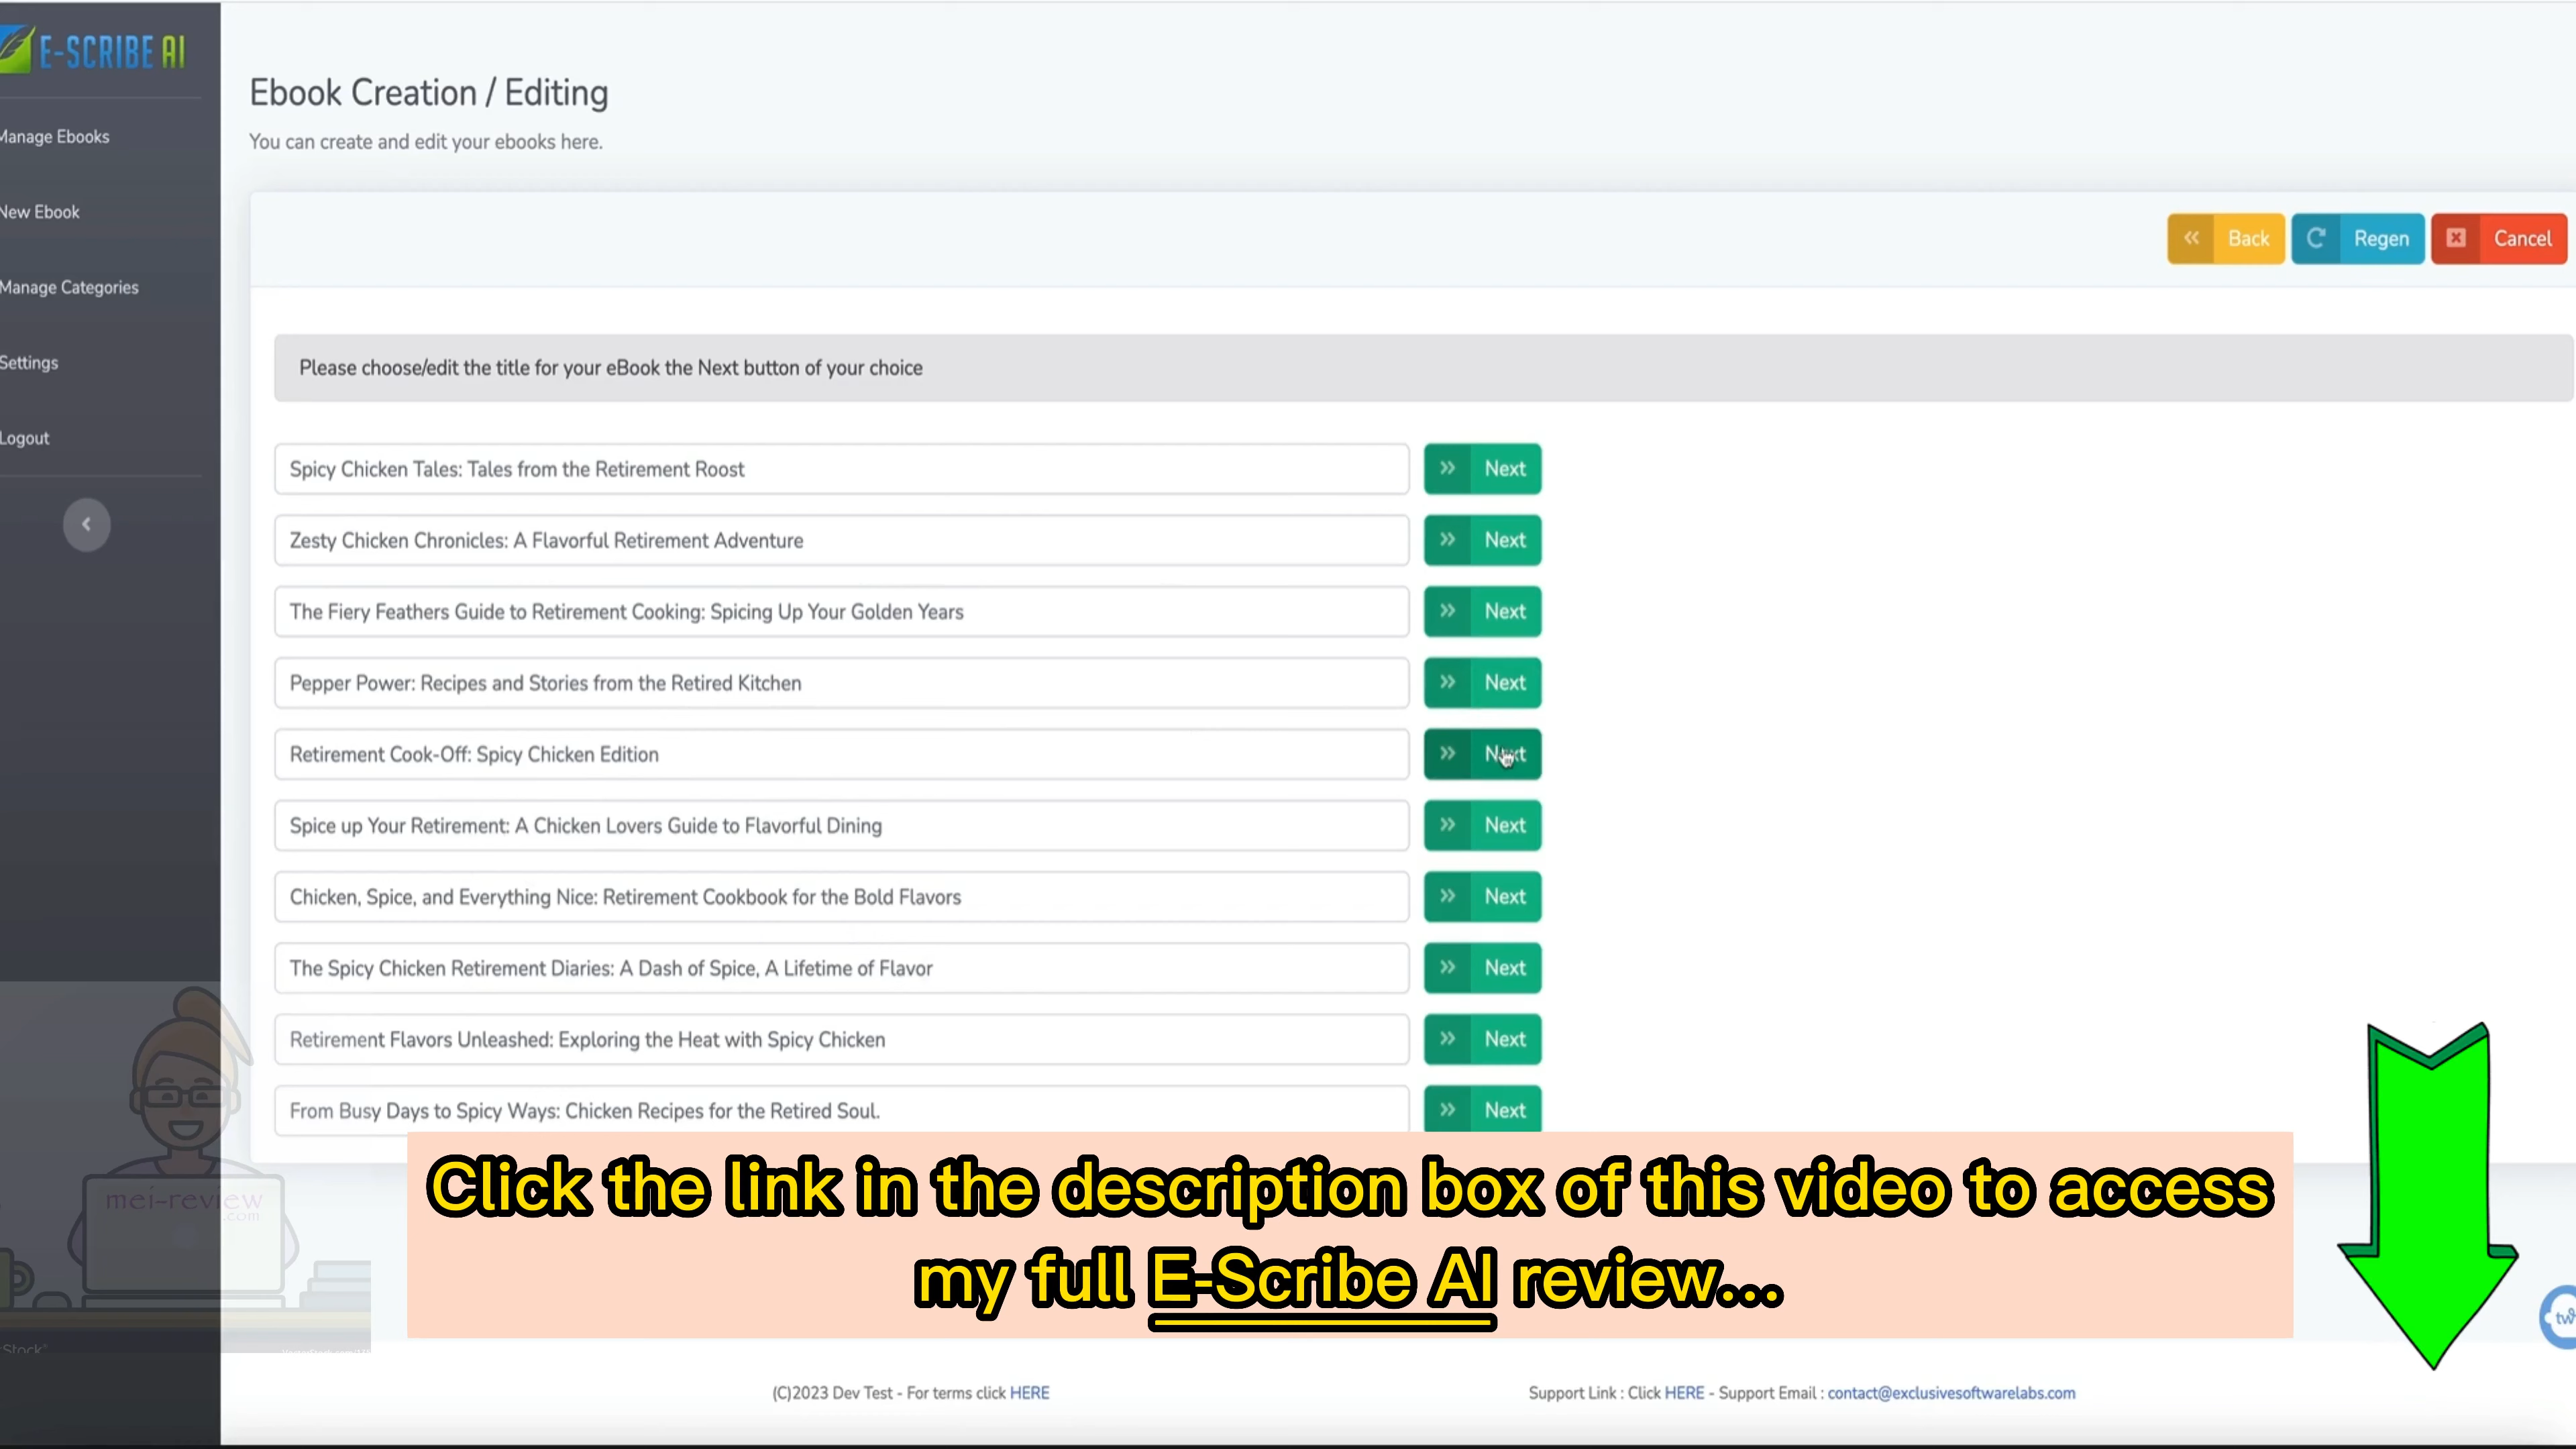 E-SCRIBE AI
Manage Ebooks
New Ebook
Manage Categories
Settings
Logout
Ebook Creation / Editing
You can create and edit your ebooks here.
Back
Regen
Cancel
Please choose/edit the title for your eBook the Next button of your choice
Spicy Chicken Tales: Tales from the Retirement Roost
Next
Zesty Chicken Chronicles: A Flavorful Retirement Adventure
Next
The Fiery Feathers Guide to Retirement Cooking: Spicing Up Your Golden Years
Next
Pepper Power: Recipes and Stories from the Retired Kitchen
Next
Retirement Cook-Off: Spicy Chicken Edition
Next
Spice up Your Retirement: A Chicken Lovers Guide to Flavorful Dining
Next
Chicken, Spice, and Everything Nice: Retirement Cookbook for the Bold Flavors
Next
The Spicy Chicken Retirement Diaries: A Dash of Spice, A Lifetime of Flavor
Next
Retirement Flavors Unleashed: Exploring the Heat with Spicy Chicken
Next
From Busy Days to Spicy Ways: Chicken Recipes for the Retired Soul.
Next
mei-review
.com
Click the link in the description box of this video to access
my full E-Scribe AI review...
Stock
(C)2023 Dev Test - For terms click HERE
Support Link : Click HERE - Support Email : contact@exclusivesoftwarelabs.com